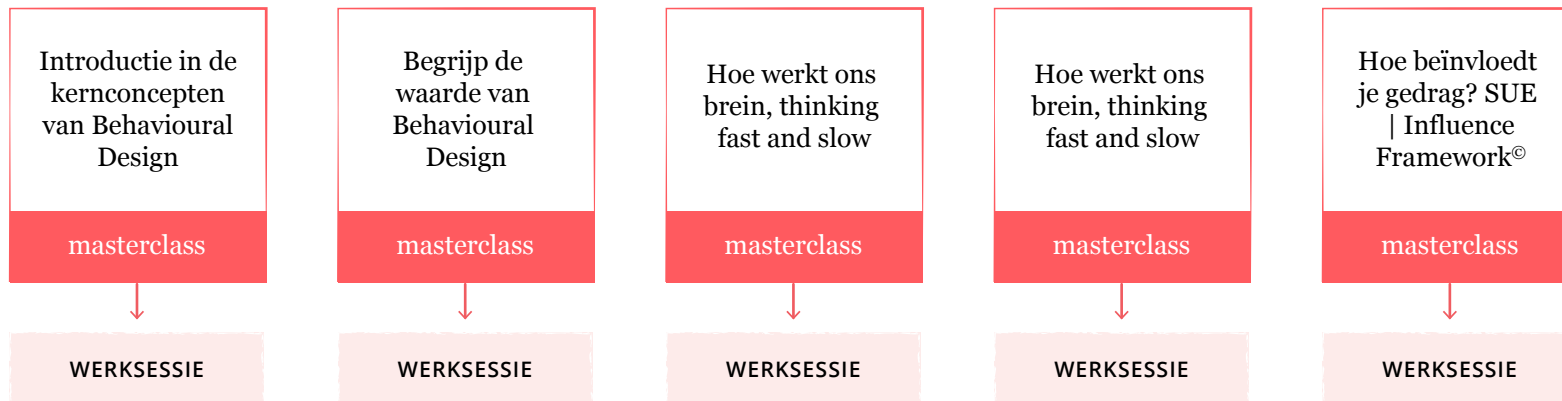 Introductie in de
kernconcepten
van Behavioural
Design
masterclass
WERKSESSIE
Begrijp de
waarde van
Behavioural
Design
masterclass
WERKSESSIE
Hoe werkt ons
brein, thinking
fast and slow
masterclass
WERKSESSIE
Hoe werkt ons
brein, thinking
fast and slow
masterclass
WERKSESSIE
Hoe beïnvloedt
je gedrag? SUE
| Influence
Framework©
masterclass
WERKSESSIE